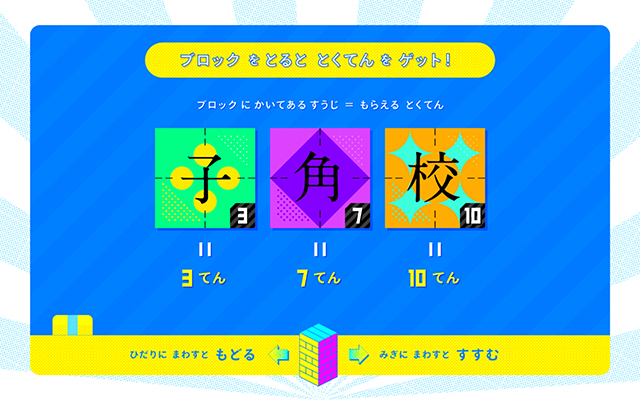 ブロック を とると とくてん を ゲット!
ブロック に かいてある すうじ = もらえる とくてん
子 角 校
3 7 10
3 てん 7 てん 10 てん
ひだりに まわすと もどる みぎに まわすと すすむ